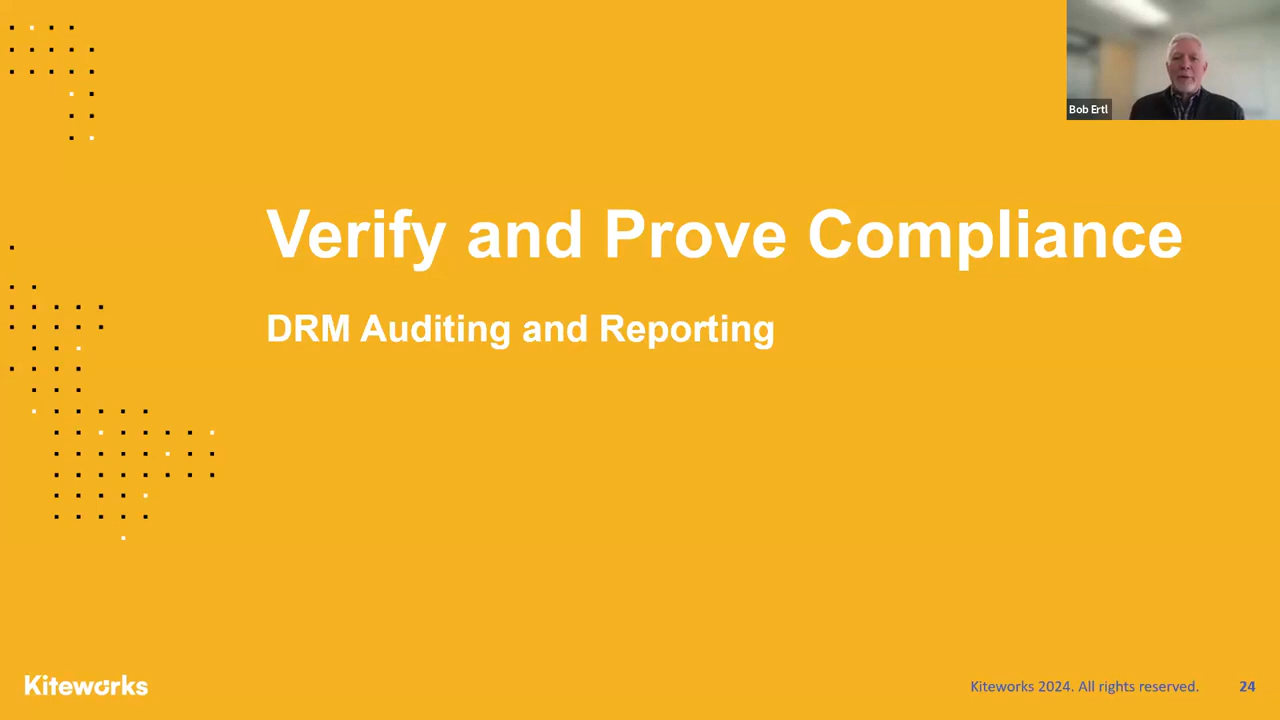 Bob Ertl
Verify and Prove Compliance
DRM Auditing and Reporting
Kiteworks
Kiteworks 2024. All rights reserved.
24